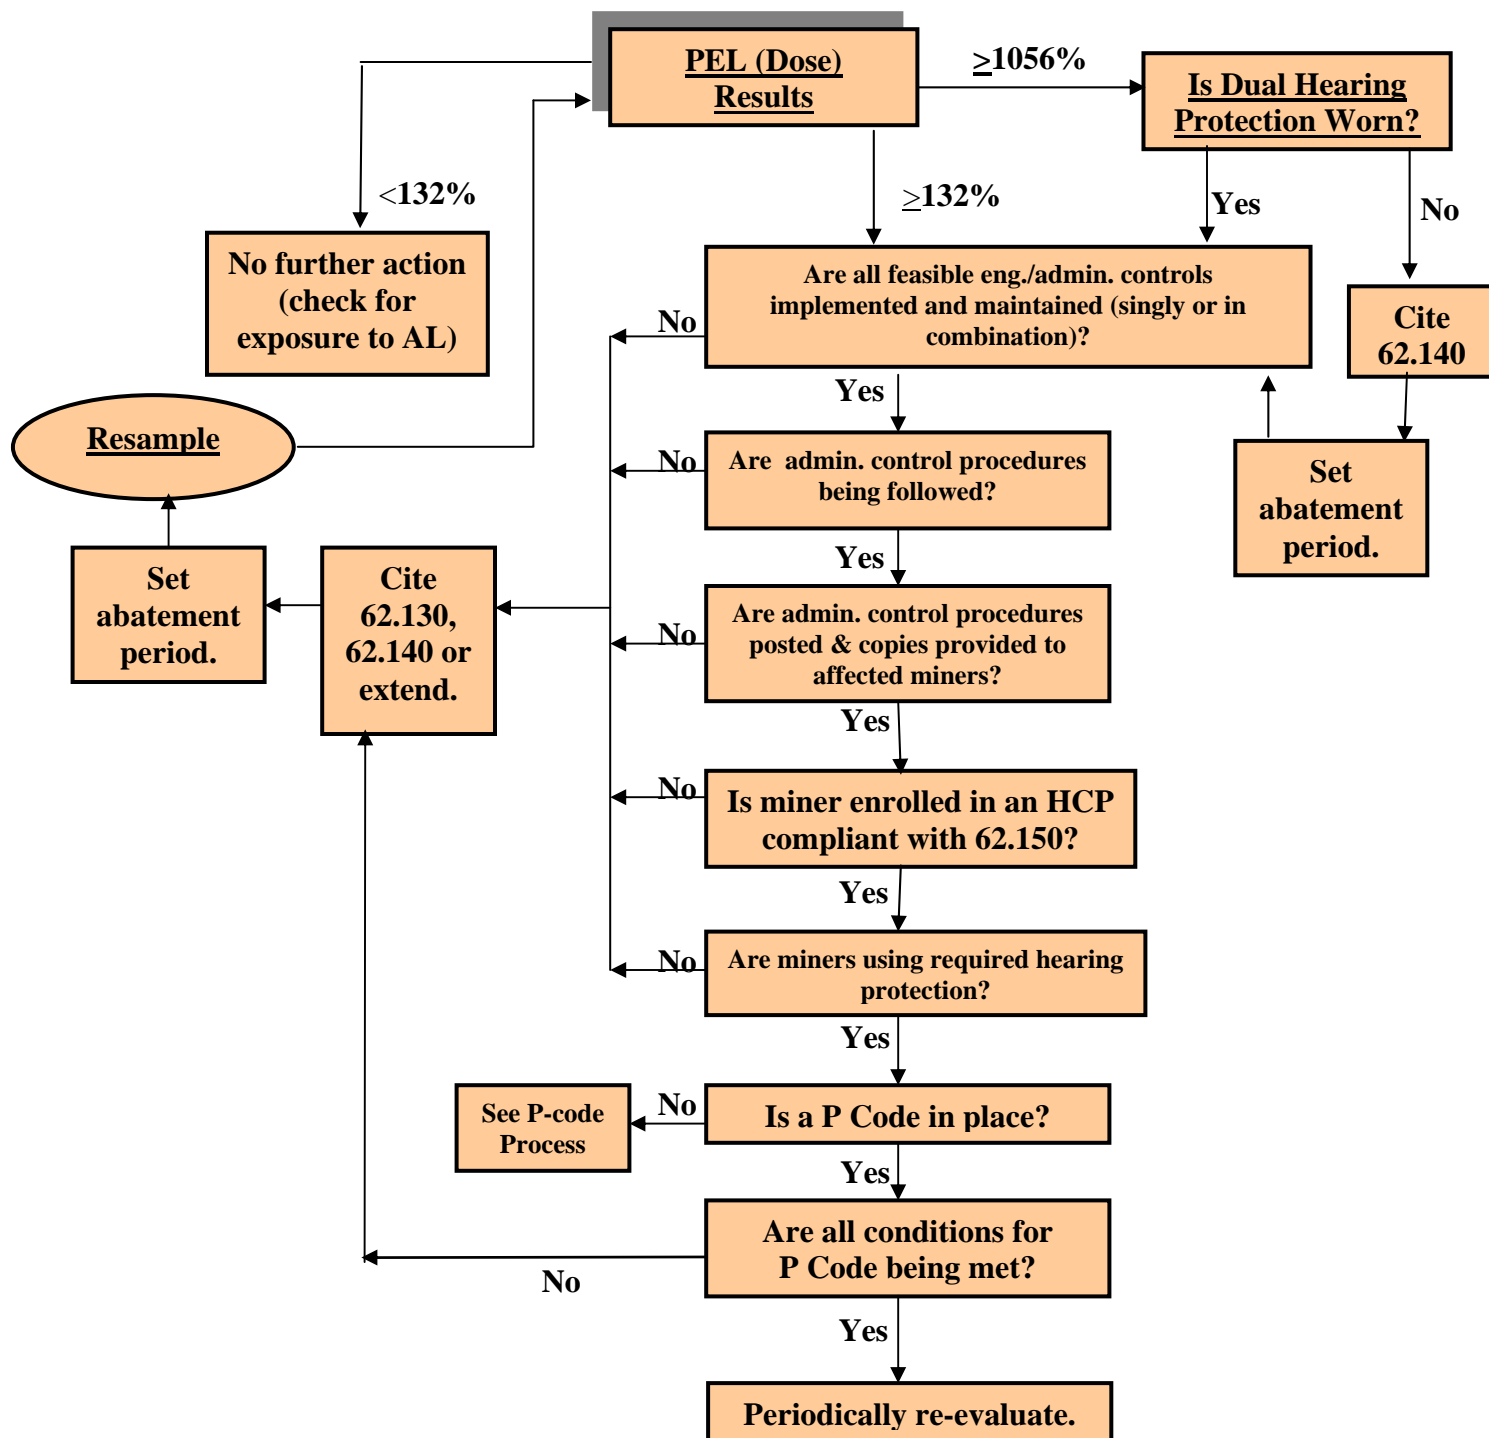 PEL (Dose)
Results
≥1056%
Is Dual Hearing
Protection Worn?
<132%
≥132%
Yes
No
No further action
(check for
exposure to AL)
Are all feasible eng./admin. controls
implemented and maintained (singly or in
combination)?
Cite
62.140
No
Yes
Resample
Are  admin. control procedures
being followed?
No
Set
abatement
period.
Yes
Set
abatement
period.
Cite
62.130,
62.140 or
extend.
Are admin. control procedures
posted & copies provided to
affected miners?
No
Yes
Is miner enrolled in an HCP
compliant with 62.150?
No
Yes
Are miners using required hearing
protection?
No
Yes
See P-code
Process
No
Is a P Code in place?
Yes
Are all conditions for
P Code being met?
No
Yes
Periodically re-evaluate.